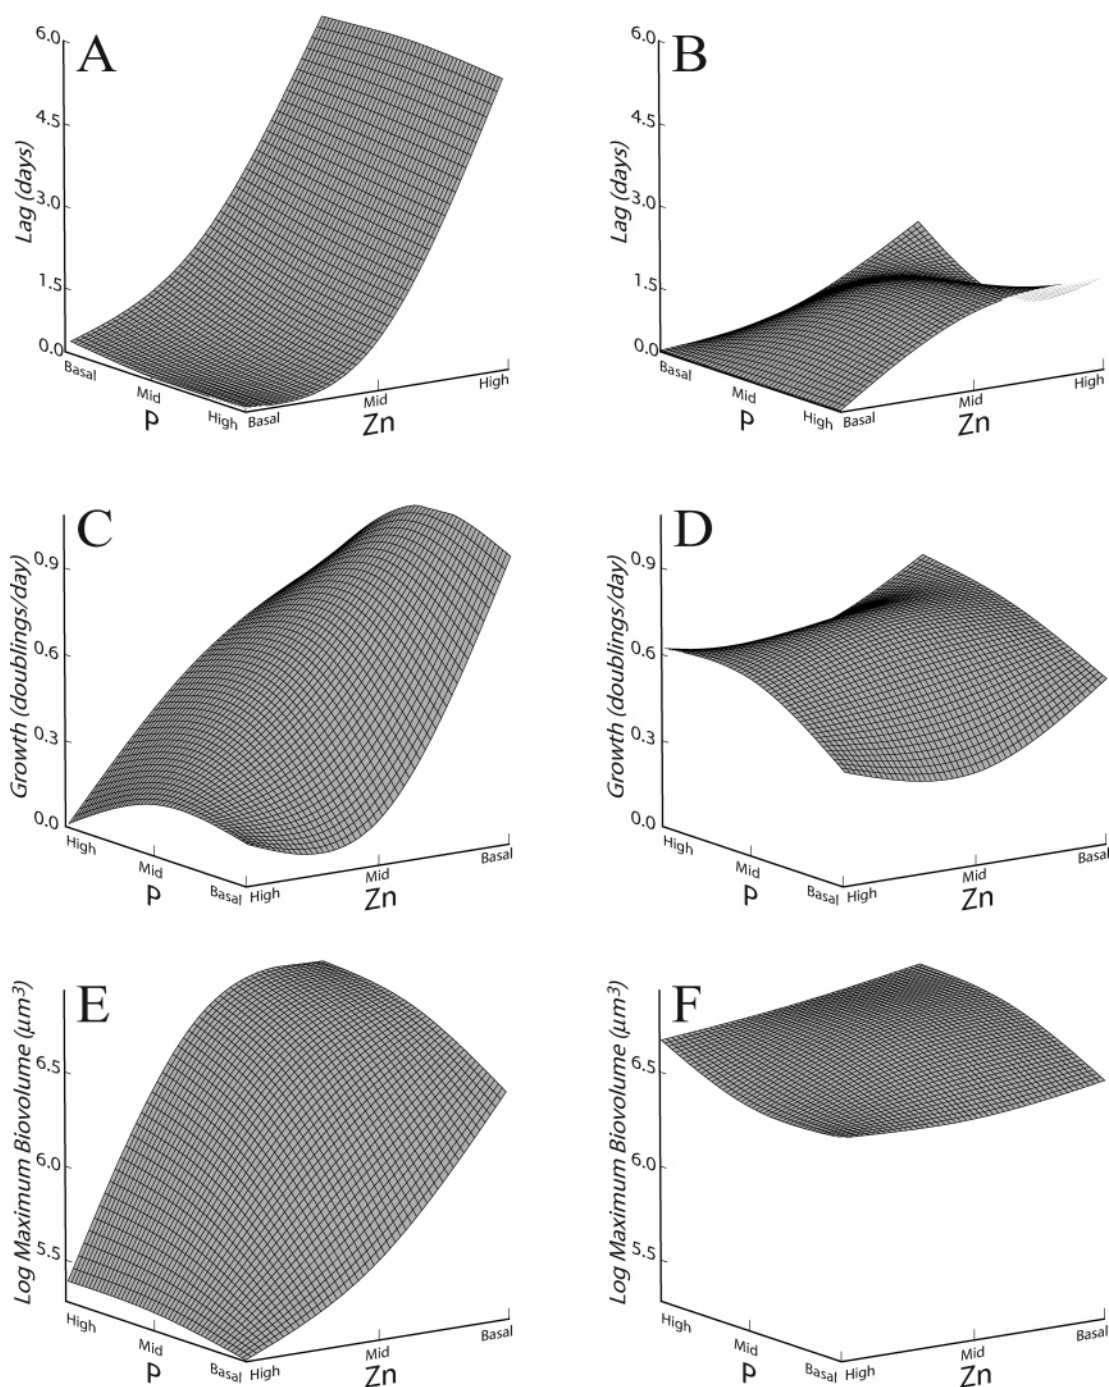 A
6.0
4.5
3.0
1.5
0.0
Lag (days)
Basal
Mid
High
P
Basal
Mid
High
Zn
B
6.0
4.5
3.0
1.5
0.0
Lag (days)
Basal
Mid
High
P
Basal
Mid
High
Zn
C
0.9
0.6
0.3
0.0
Growth (doublings/day)
High
Mid
Basal
P
High
Mid
Basal
Zn
D
0.9
0.6
0.3
0.0
Growth (doublings/day)
High
Mid
Basal
P
High
Mid
Basal
Zn
E
6.5
6.0
5.5
Log Maximum Biovolume (μm³)
High
Mid
Basal
P
High
Mid
Basal
Zn
F
6.5
6.0
5.5
Log Maximum Biovolume (μm³)
High
Mid
Basal
P
High
Mid
Basal
Zn